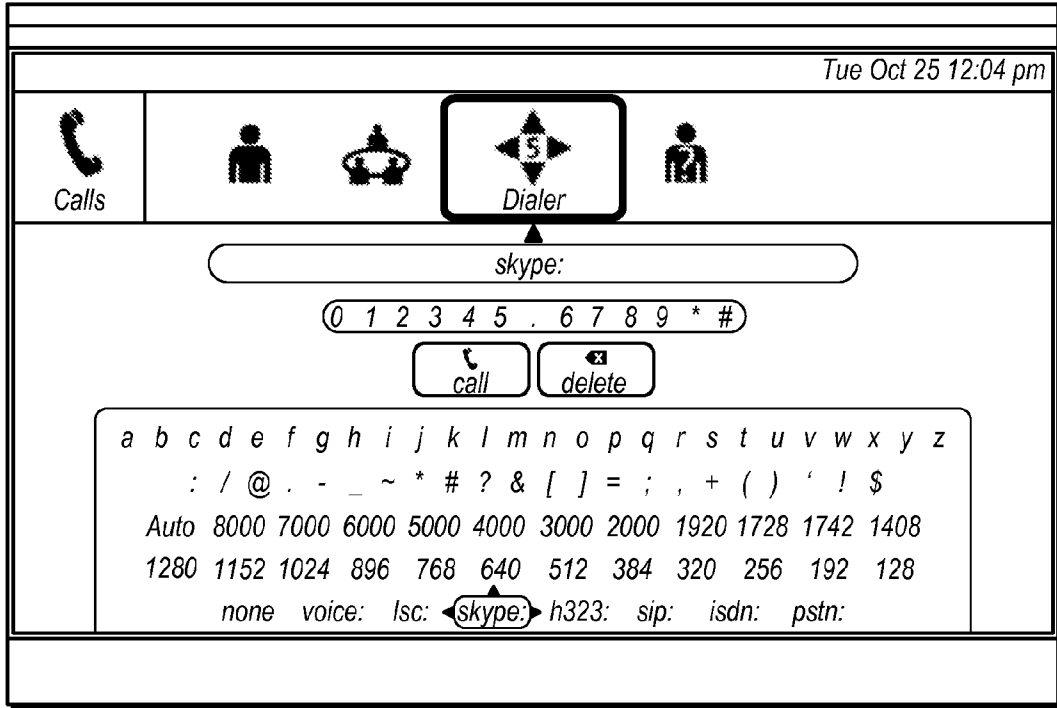 Tue Oct 25 12:04 pm
5
?
Calls
Dialer
skype:
0 1 2 3 4 5 . 6 7 8 9 * #
call delete
a b c d e f g h i j k l m n o p q r s t u v w x y z
: / @ . - _ ~ * # ? & [ ] = ; , + ( ) ‘ ! $
Auto 8000 7000 6000 5000 4000 3000 2000 1920 1728 1742 1408
1280 1152 1024 896 768 640 512 384 320 256 192 128
none voice: lsc: skype: h323: sip: isdn: pstn: